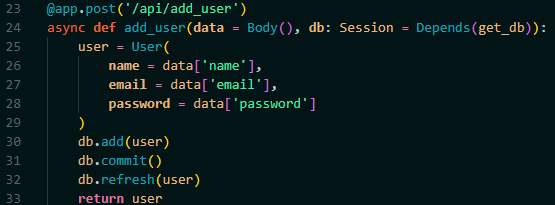 23 @app.post('/api/add_user')
24 async def add_user(data = Body(), db: Session = Depends(get_db)):
25     user = User(
26         name = data['name'],
27         email = data['email'],
28         password = data['password']
29     )
30     db.add(user)
31     db.commit()
32     db.refresh(user)
33     return user